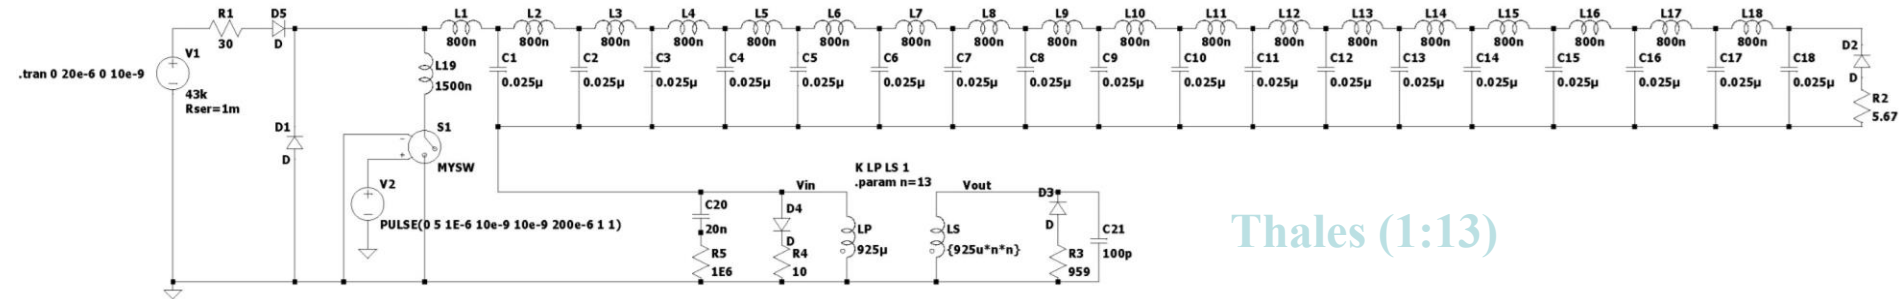 R1
30
D5
D
V1
43k
Rser=1m
.tran 0 20e-6 0 10e-9
D1
D
L19
1500n
S1
MYSW
V2
PULSE(0 5 1E-6 10e-9 10e-9 200e-6 1 1)
L1
800n
L2
800n
L3
800n
L4
800n
L5
800n
L6
800n
L7
800n
L8
800n
L9
800n
L10
800n
L11
800n
L12
800n
L13
800n
L14
800n
L15
800n
L16
800n
L17
800n
L18
800n
C1
0.025µ
C2
0.025µ
C3
0.025µ
C4
0.025µ
C5
0.025µ
C6
0.025µ
C7
0.025µ
C8
0.025µ
C9
0.025µ
C10
0.025µ
C11
0.025µ
C12
0.025µ
C13
0.025µ
C14
0.025µ
C15
0.025µ
C16
0.025µ
C17
0.025µ
C18
0.025µ
D2
D
R2
5.67
K LP LS 1
.param n=13
Vin
Vout
C20
20n
R5
1E6
D4
D
R4
10
LP
925µ
LS
{925u*n*n}
D3
D
R3
959
C21
100p
Thales (1:13)